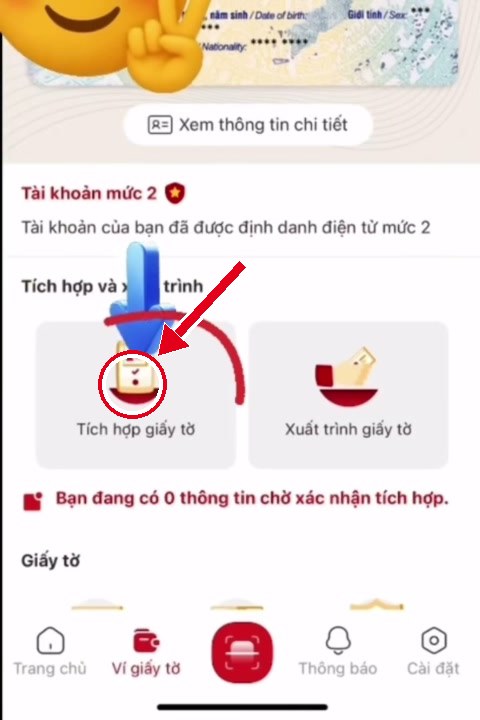 năm sinh / Date of birth:
Giới tính / Sex: ***
***
Nationality: **** ****
Xem thông tin chi tiết
Tài khoản mức 2
Tài khoản của bạn đã được định danh điện tử mức 2
Tích hợp và trình
Tích hợp giấy tờ
Xuất trình giấy tờ
Bạn đang có 0 thông tin chờ xác nhận tích hợp.
Giấy tờ
Trang chủ
Ví giấy tờ
Thông báo
Cài đặt